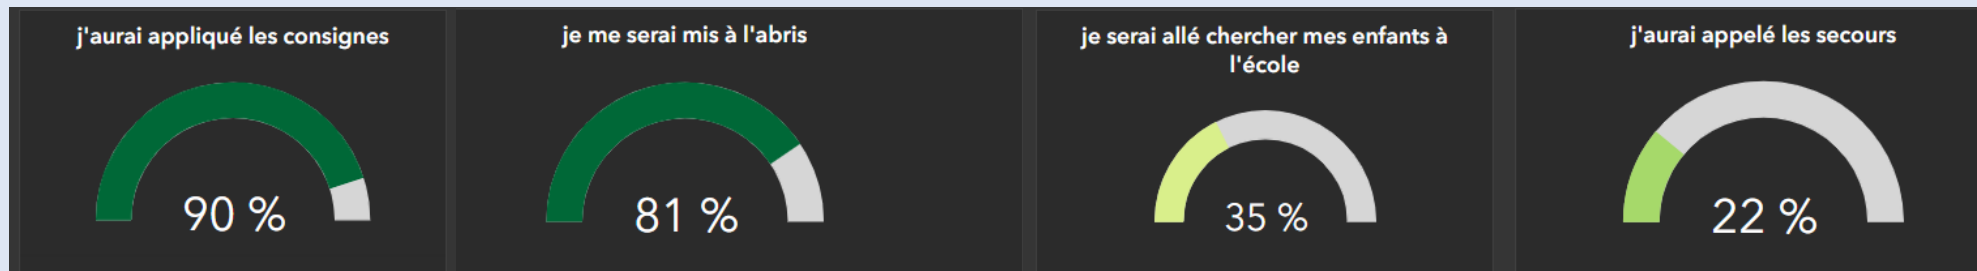 j'aurai appliqué les consignes
90 %
je me serai mis à l'abris
81 %
je serai allé chercher mes enfants à
l'école
35 %
j'aurai appelé les secours
22 %